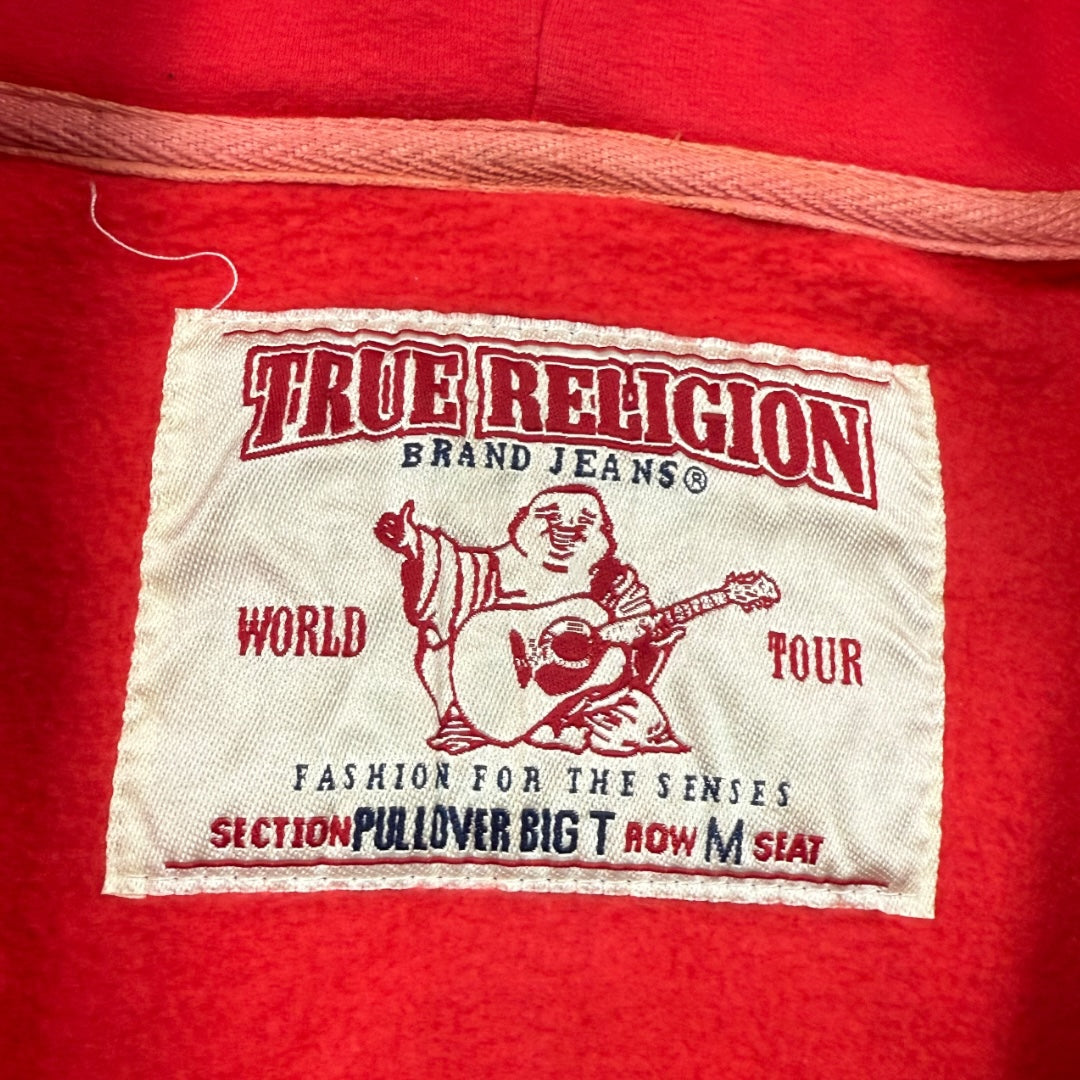 TRUE RELIGION
BRAND JEANS®
WORLD TOUR
FASHION FOR THE SENSES
SECTION PULLOVER BIG T ROW M SEAT